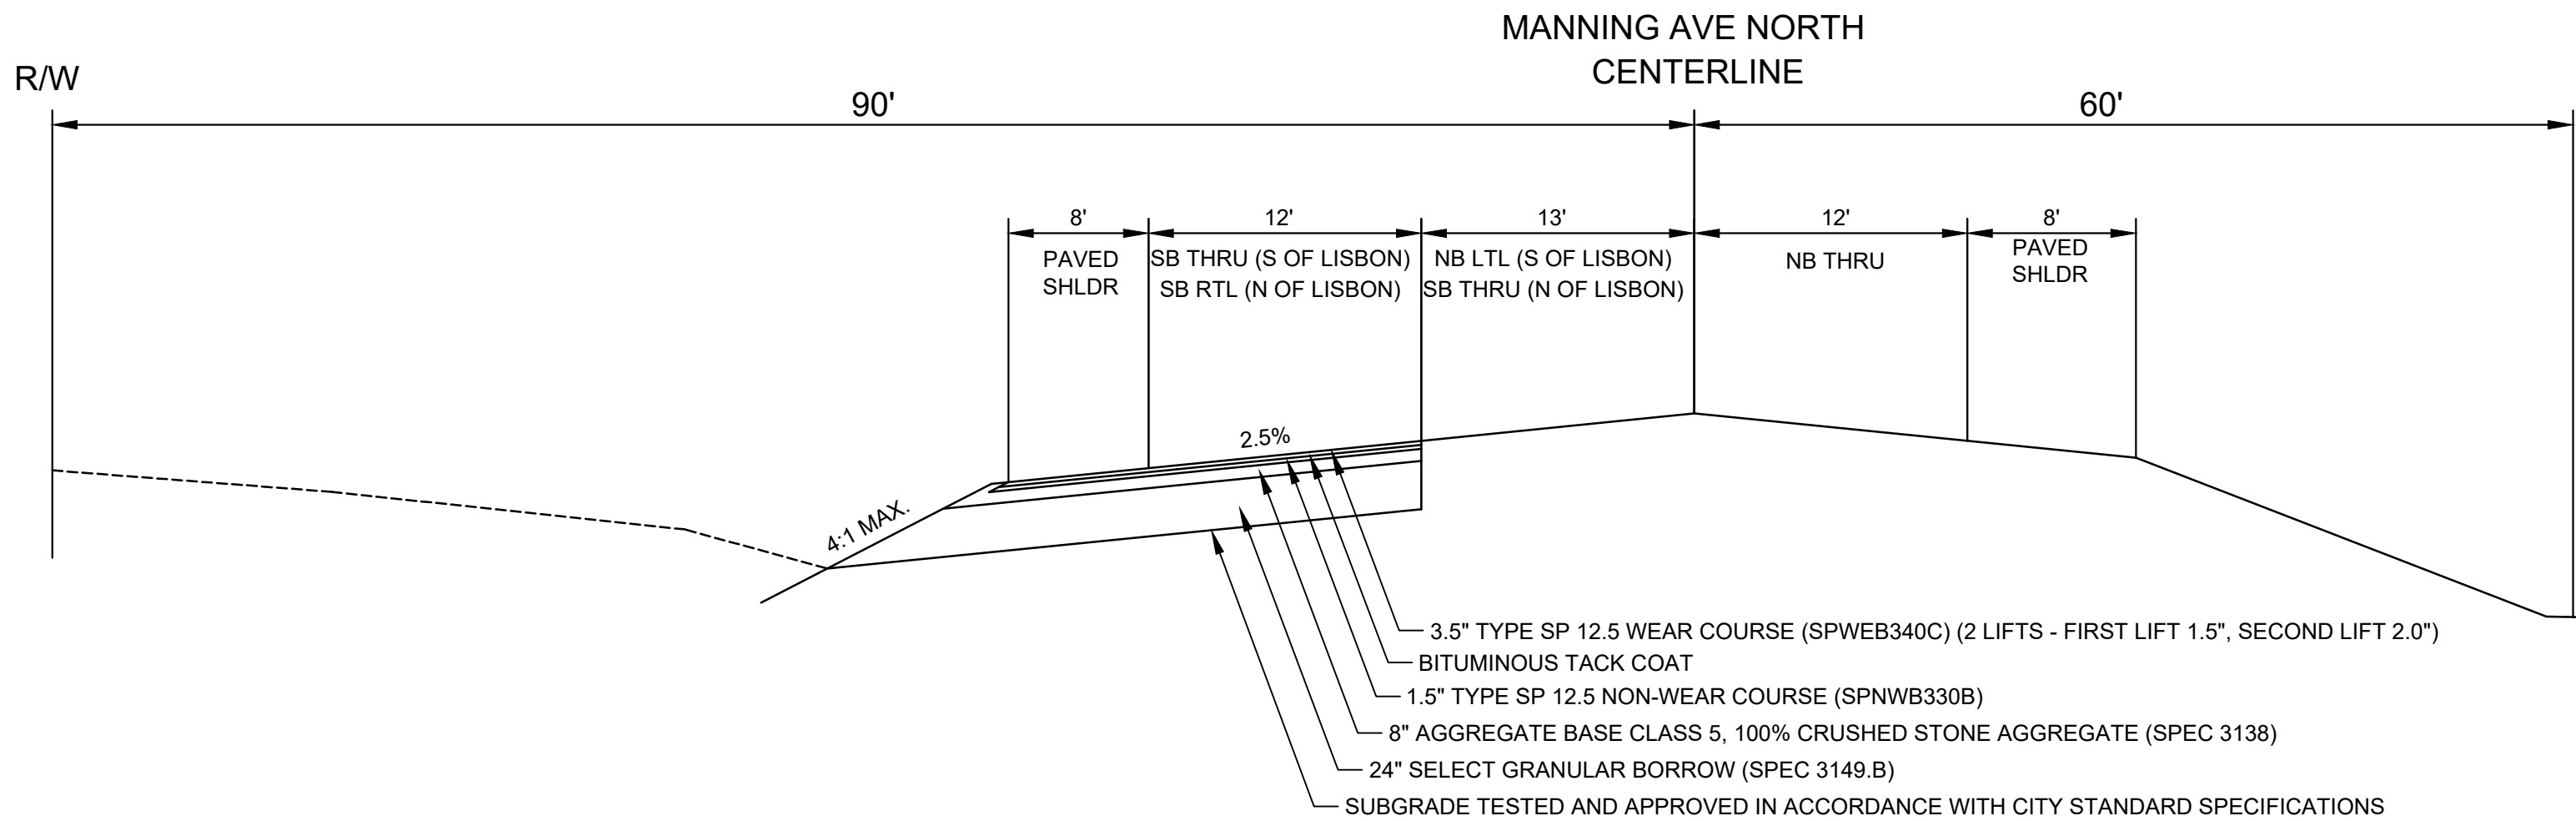 MANNING AVE NORTH
CENTERLINE
R/W
90'
60'
8'
12'
13'
12'
8'
PAVED
SHLDR
SB THRU (S OF LISBON)
SB RTL (N OF LISBON)
NB LTL (S OF LISBON)
SB THRU (N OF LISBON)
NB THRU
PAVED
SHLDR
2.5%
4:1 MAX.
3.5" TYPE SP 12.5 WEAR COURSE (SPWEB340C) (2 LIFTS - FIRST LIFT 1.5", SECOND LIFT 2.0")
BITUMINOUS TACK COAT
1.5" TYPE SP 12.5 NON-WEAR COURSE (SPNWB330B)
8" AGGREGATE BASE CLASS 5, 100% CRUSHED STONE AGGREGATE (SPEC 3138)
24" SELECT GRANULAR BORROW (SPEC 3149.B)
SUBGRADE TESTED AND APPROVED IN ACCORDANCE WITH CITY STANDARD SPECIFICATIONS